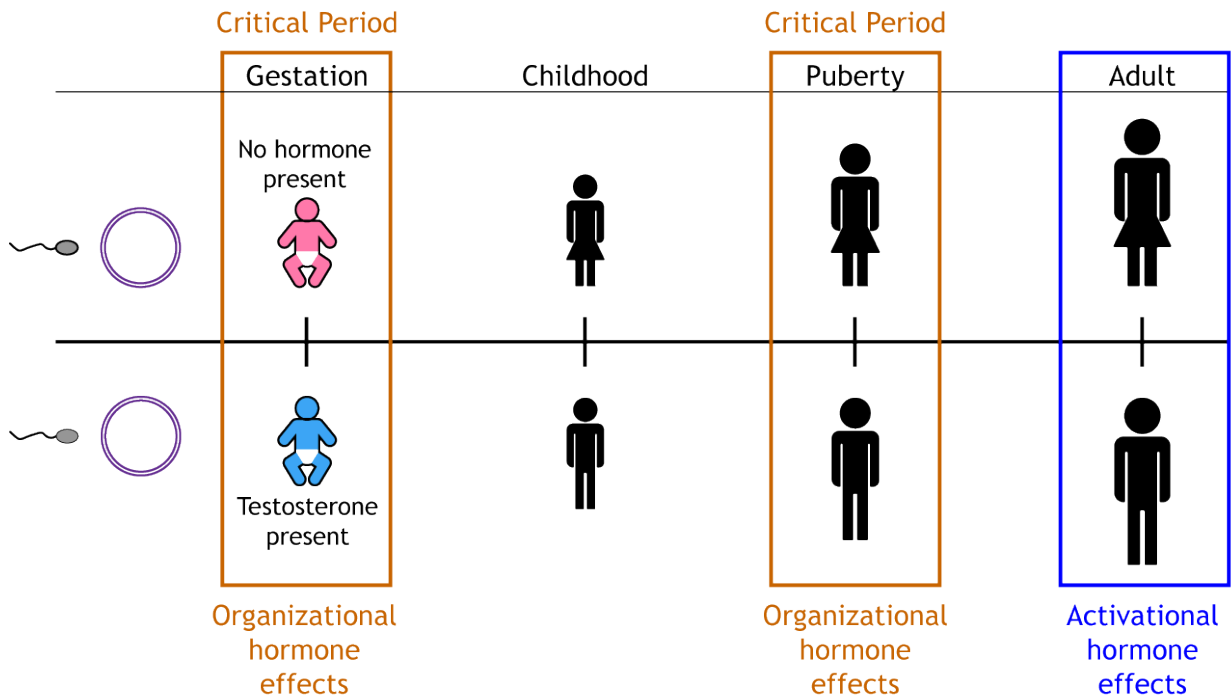 Critical Period
Critical Period
Gestation
Childhood
Puberty
Adult
No hormone
present
Testosterone
present
Organizational
hormone
effects
Organizational
hormone
effects
Activational
hormone
effects